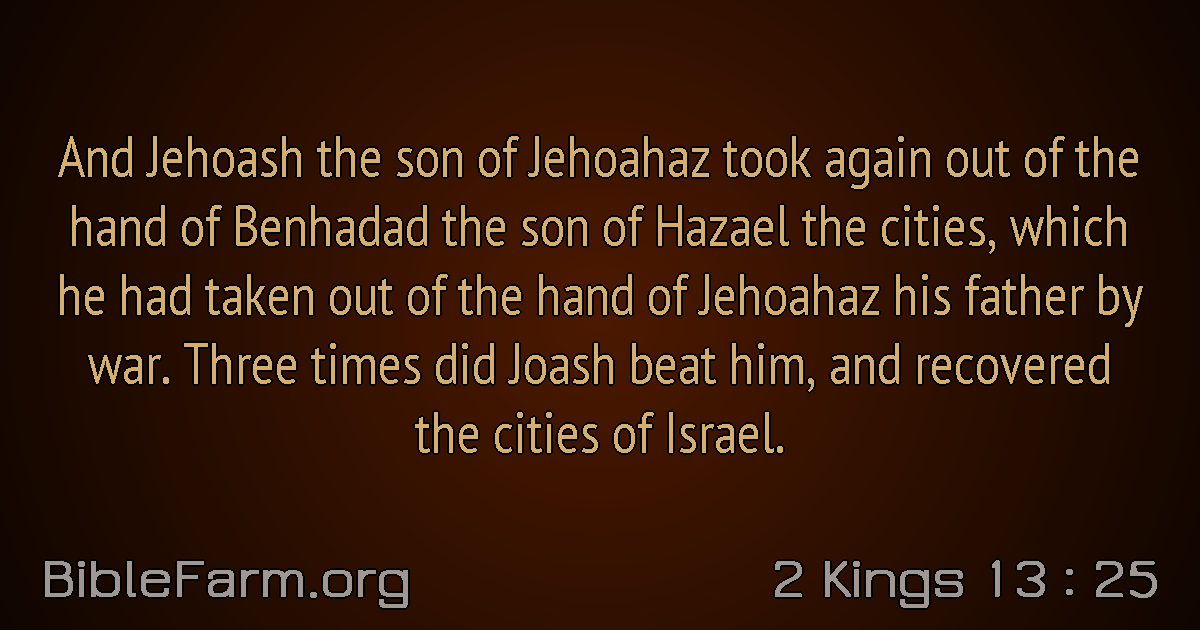 And Jehoash the son of Jehoahaz took again out of the
hand of Benhadad the son of Hazael the cities, which
he had taken out of the hand of Jehoahaz his father by
war. Three times did Joash beat him, and recovered
the cities of Israel.
BibleFarm.org
2 Kings 13 : 25